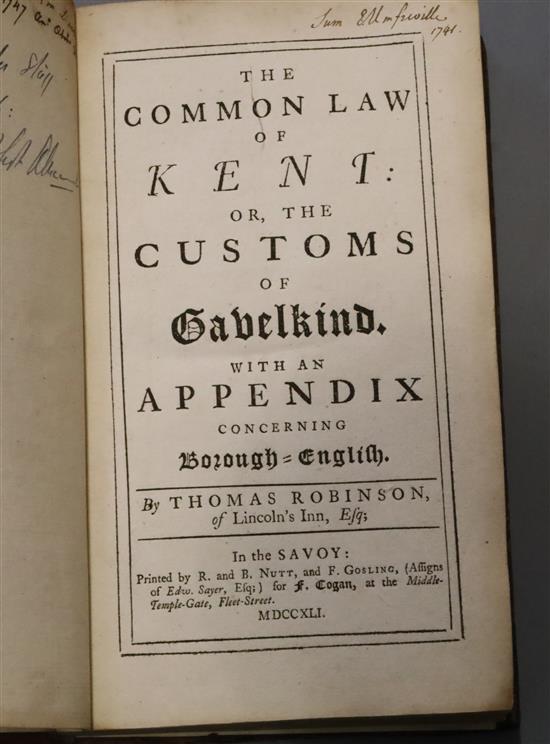 1747
Sum E Umfreville
1741.
THE
COMMON LAW
OF
KENT:
OR, THE
CUSTOMS
OF
Gavelkind.
WITH AN
APPENDIX
CONCERNING
Borough-Engliſh.
By THOMAS ROBINSON,
of Lincoln's Inn, Eſq;
In the SAVOY:
Printed by R. and B. NUTT, and F. GOSLING, (Aſſigns
of Edw. Sayer, Eſq;) for F. Cogan, at the Middle-
Temple-Gate, Fleet-Street.
MDCCXLI.